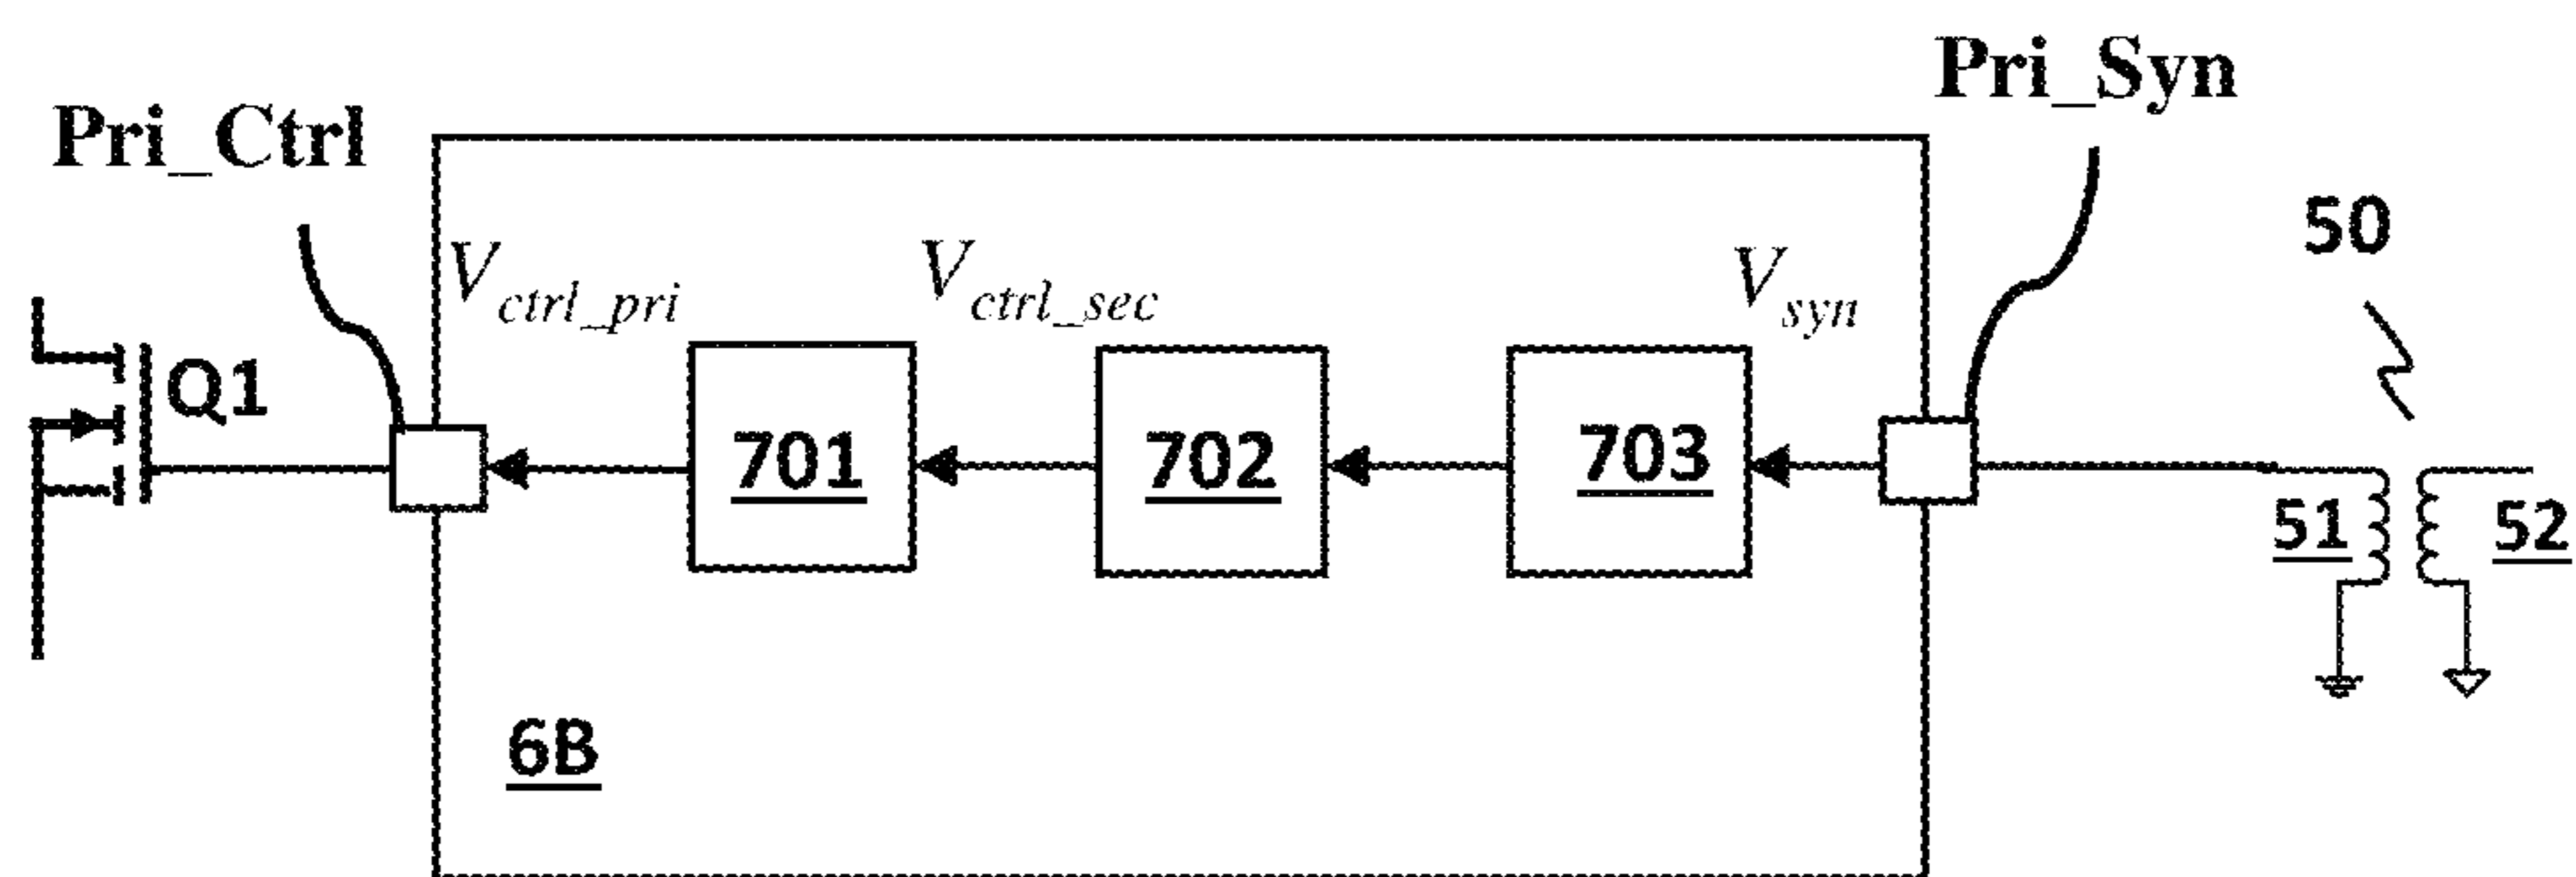 Pri_Syn
Pri_Ctrl
50
V_ctrl_pri
V_ctrl_sec
V_syn
Q1
701
702
703
51
52
6B